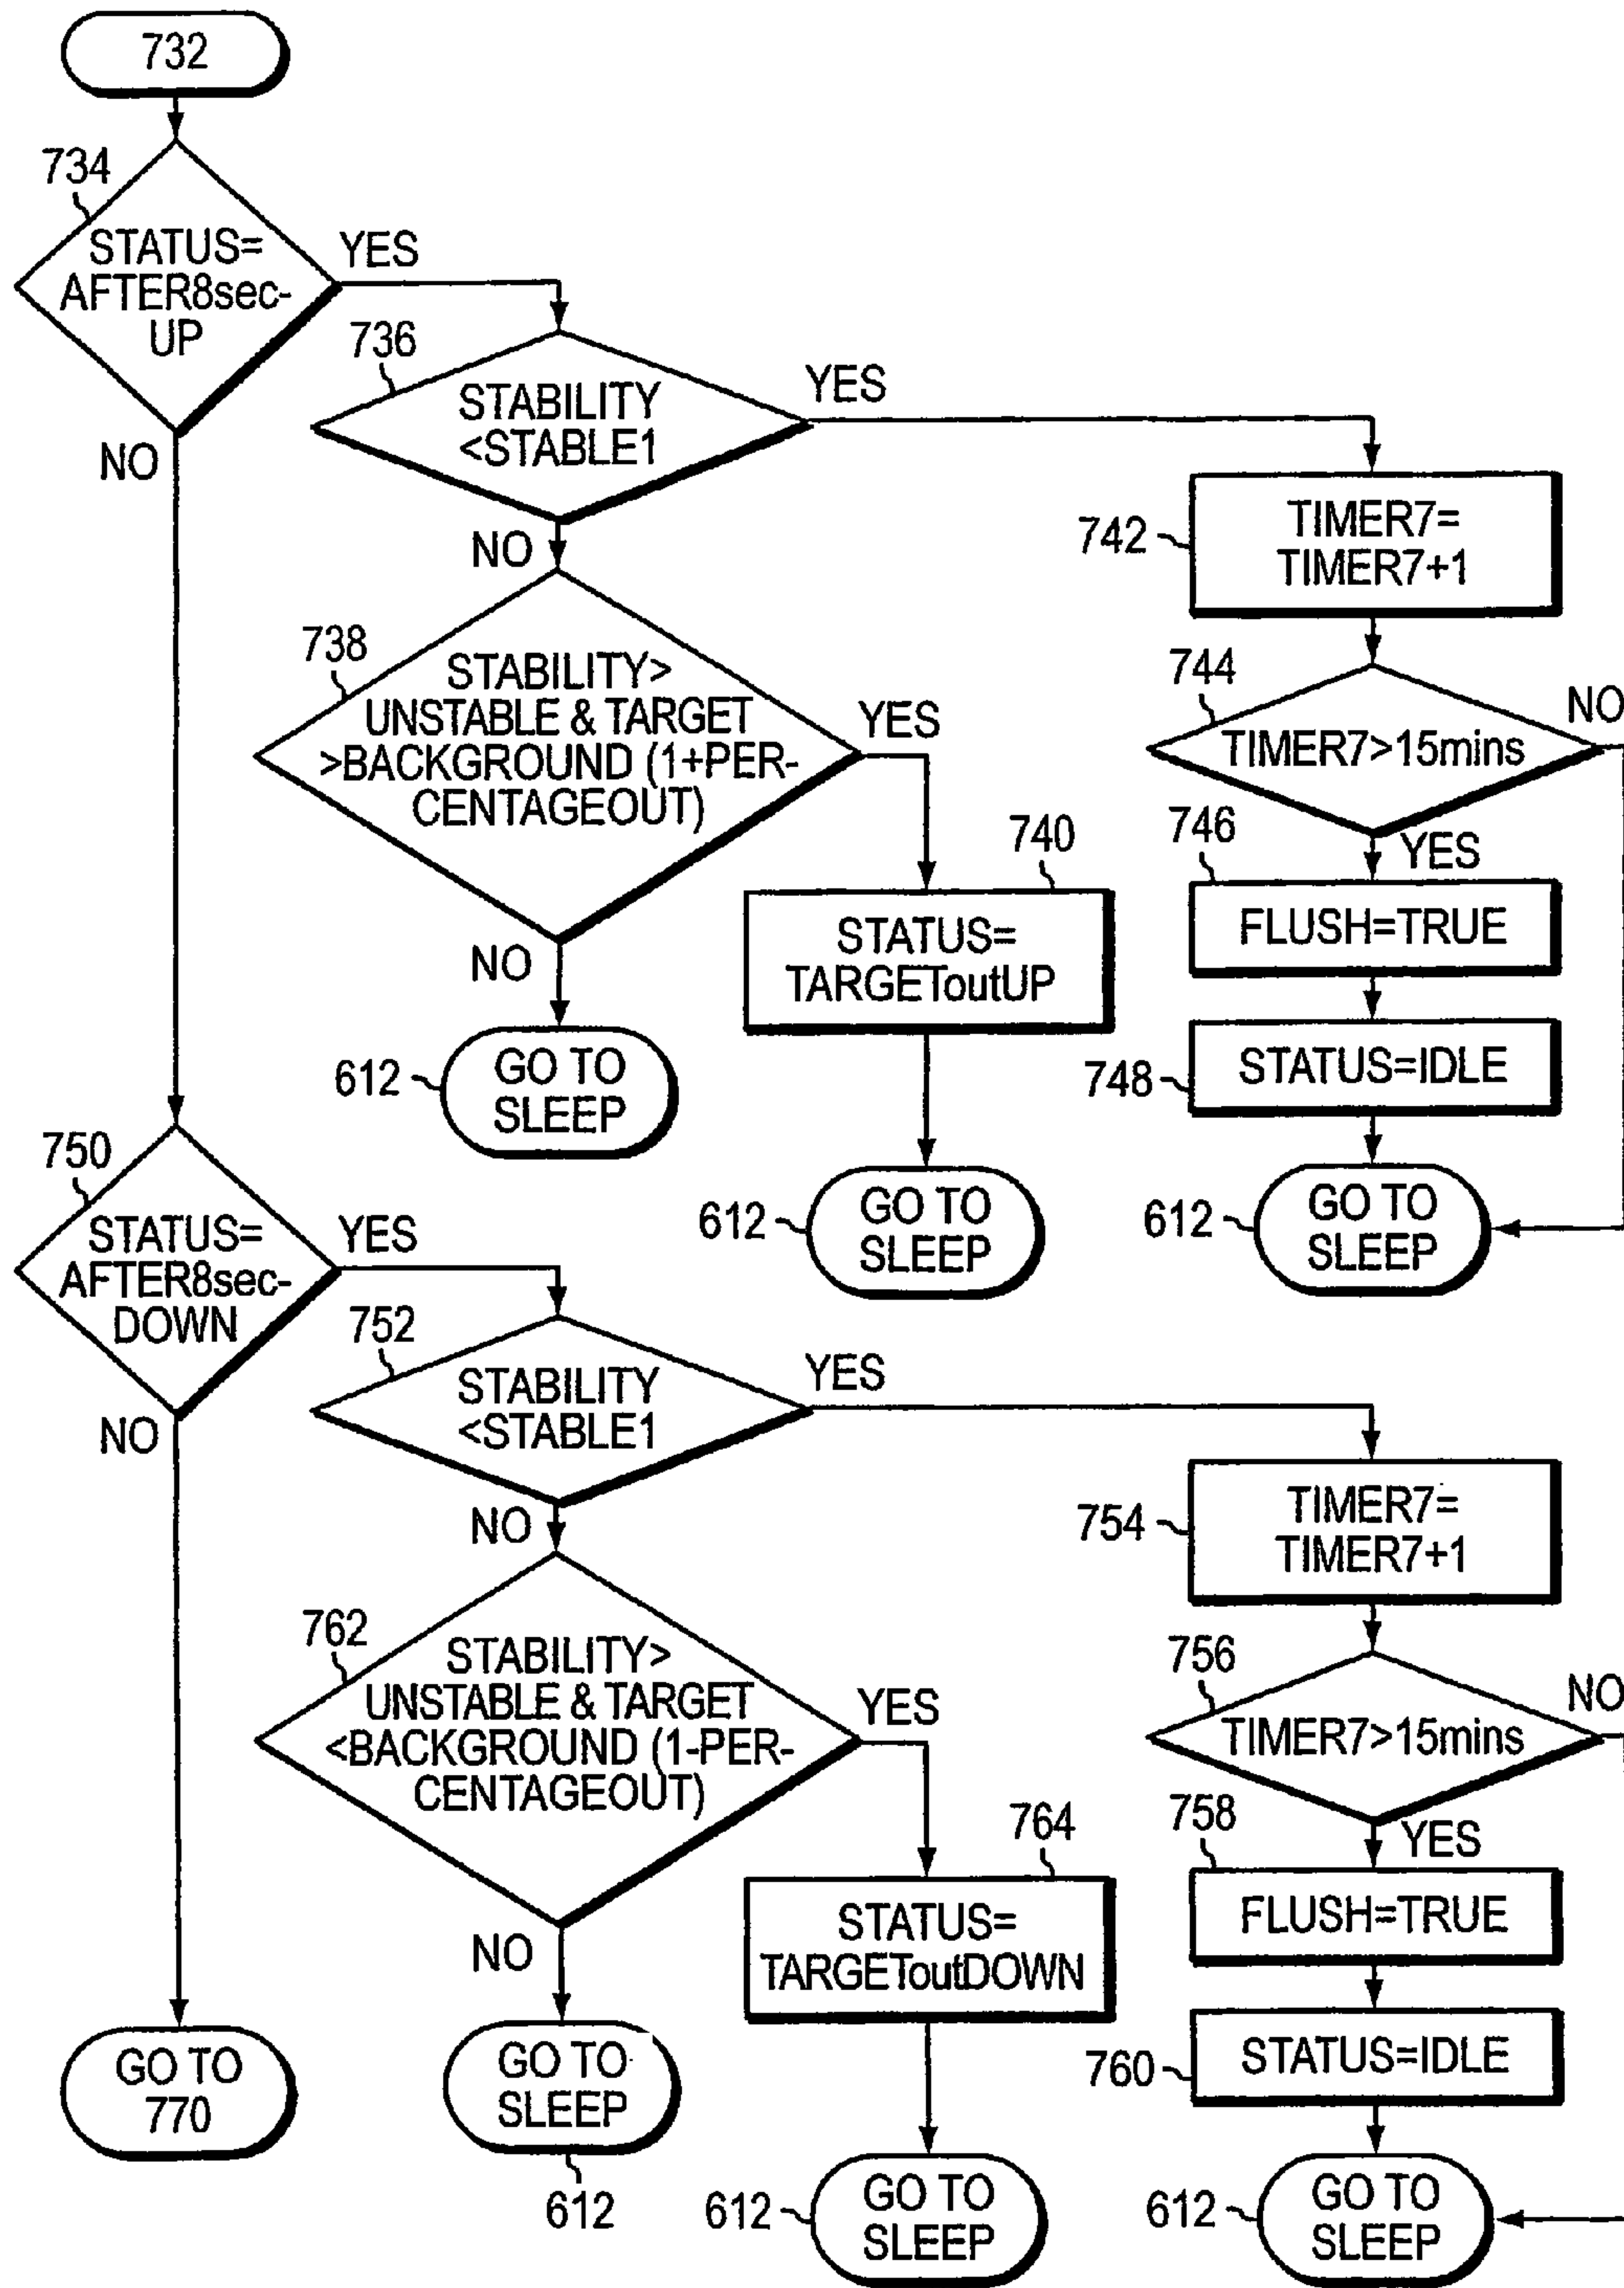 732
734
STATUS=
AFTER8sec-
UP
YES
NO
736
STABILITY
<STABLE1
YES
NO
742
TIMER7=
TIMER7+1
738
STABILITY>
UNSTABLE & TARGET
>BACKGROUND (1+PER-
CENTAGEOUT)
YES
NO
744
TIMER7>15mins
NO
YES
740
STATUS=
TARGEToutUP
746
FLUSH=TRUE
748
STATUS=IDLE
612
GO TO
SLEEP
612
GO TO
SLEEP
612
GO TO
SLEEP
750
STATUS=
AFTER8sec-
DOWN
YES
NO
752
STABILITY
<STABLE1
YES
NO
754
TIMER7=
TIMER7+1
762
STABILITY>
UNSTABLE & TARGET
<BACKGROUND (1-PER-
CENTAGEOUT)
YES
NO
756
TIMER7>15mins
NO
YES
764
STATUS=
TARGEToutDOWN
758
FLUSH=TRUE
760
STATUS=IDLE
GO TO
770
GO TO
SLEEP
612
612
GO TO
SLEEP
612
GO TO
SLEEP